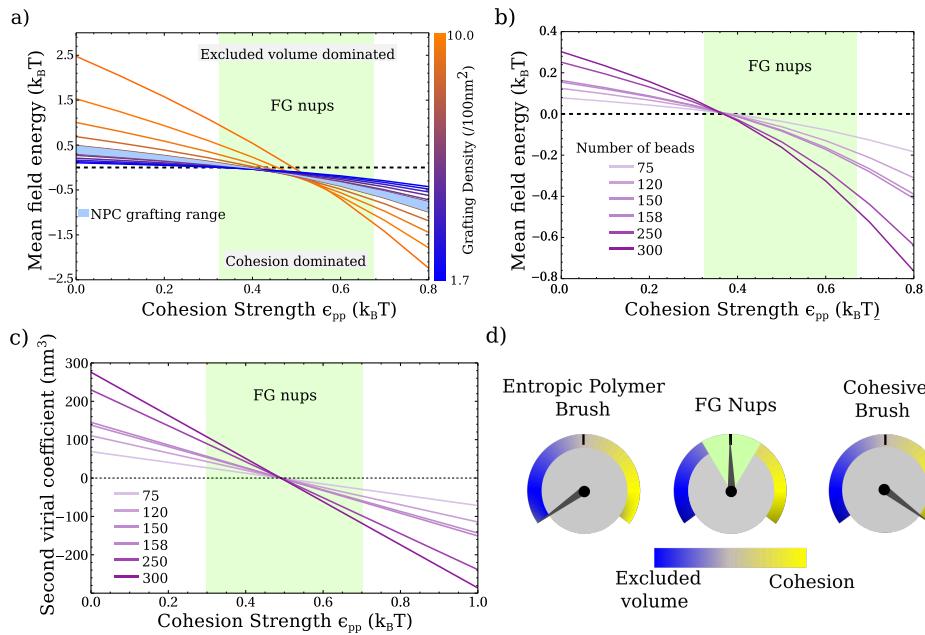 a)
Mean field energy (kBT)
2.5
1.5
0.5
−0.5
−1.5
−2.5
Excluded volume dominated
FG nups
NPC grafting range
Cohesion dominated
0.0 0.2 0.4 0.6 0.8
Cohesion Strength ϵpp (kBT)
10.0
1.7
Grafting Density (/100nm²)
b)
Mean field energy (kBT)
0.4
0.2
0.0
−0.2
−0.4
−0.6
−0.8
FG nups
Number of beads
75
120
150
158
250
300
0.0 0.2 0.4 0.6 0.8
Cohesion Strength ϵpp (kBT)
c)
Second virial coefficient (nm³)
300
200
100
0
−100
−200
FG nups
75
120
150
158
250
300
0.0 0.2 0.4 0.6 0.8 1.0
Cohesion Strength ϵpp (kBT)
d)
Entropic Polymer
Brush
FG Nups
Cohesive
Brush
Excluded
volume
Cohesion